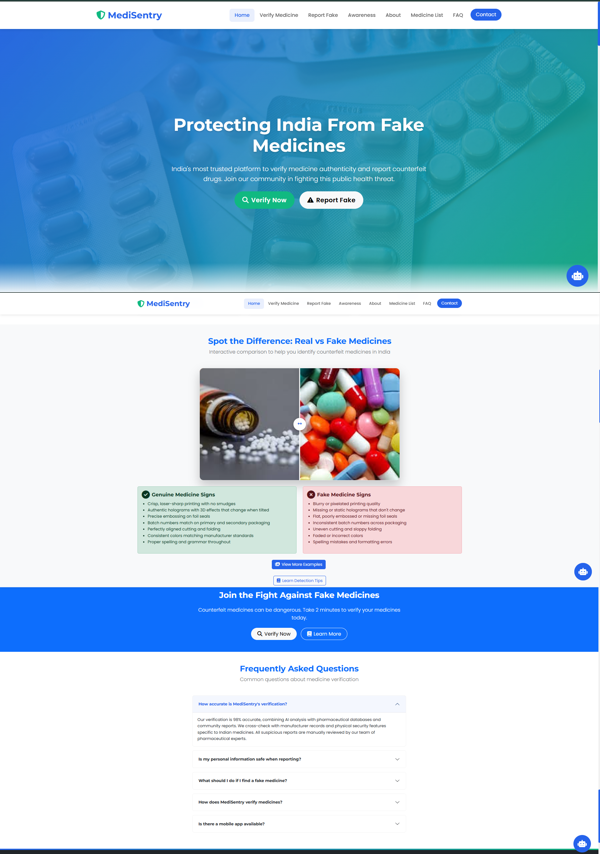 MediSentry
Home Verify Medicine Report Fake Awareness About Medicine List FAQ Contact
Protecting India From Fake
Medicines
India's most trusted platform to verify medicine authenticity and report counterfeit
drugs. Join our community in fighting this public health threat.
Verify Now Report Fake
MediSentry
Home Verify Medicine Report Fake Awareness About Medicine List FAQ Contact
Spot the Difference: Real vs Fake Medicines
Interactive comparison to help you identify counterfeit medicines in India
Genuine Medicine Signs
Crisp, laser-sharp printing with no smudges
Authentic holograms with 3D effects that change when tilted
Precise embossing on foil seals
Batch numbers match on primary and secondary packaging
Perfectly aligned cutting and folding
Consistent colors matching manufacturer standards
Proper spelling and grammar throughout
Fake Medicine Signs
Blurry or pixelated printing quality
Missing or static holograms that don't change
Flat, poorly embossed or missing foil seals
Inconsistent batch numbers across packaging
Uneven cutting and sloppy folding
Faded or incorrect colors
Spelling mistakes and formatting errors
View More Examples
Learn Detection Tips
Join the Fight Against Fake Medicines
Counterfeit medicines can be dangerous. Take 2 minutes to verify your medicines
today.
Verify Now Learn More
Frequently Asked Questions
Common questions about medicine verification
How accurate is MediSentry's verification?
Our verification is 98% accurate, combining AI analysis with pharmaceutical databases and
community reports. We cross-check with manufacturer records and physical security features
specific to Indian medicines. All suspicious reports are manually reviewed by our team of
pharmaceutical experts.
Is my personal information safe when reporting?
What should I do if I find a fake medicine?
How does MediSentry verify medicines?
Is there a mobile app available?